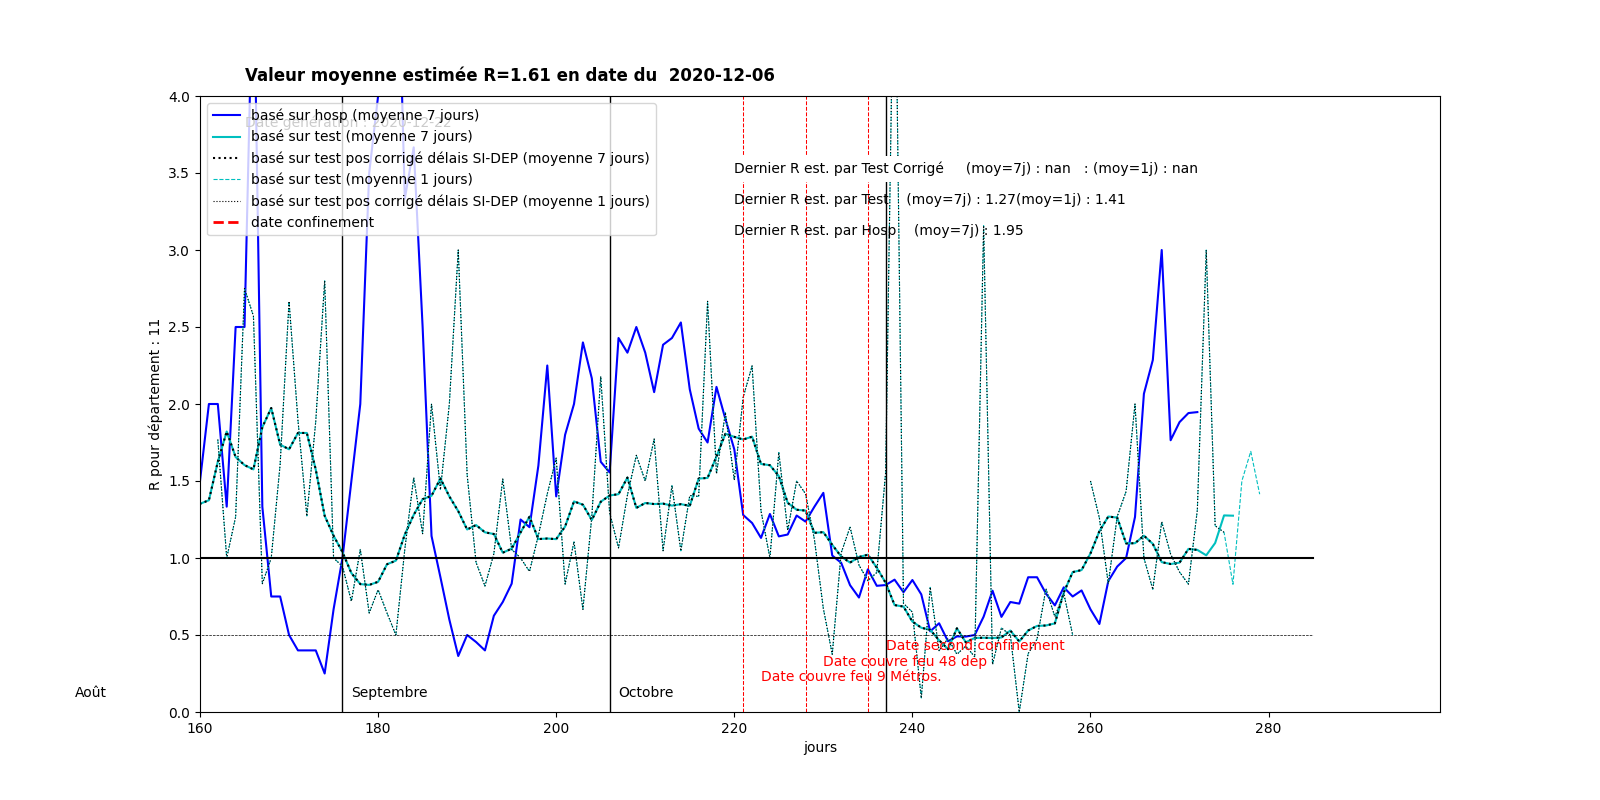 Valeur moyenne estimée R=1.61 en date du  2020-12-06
Date génération : 2020-12-22
basé sur hosp (moyenne 7 jours)
basé sur test (moyenne 7 jours)
basé sur test pos corrigé délais SI-DEP (moyenne 7 jours)
basé sur test (moyenne 1 jours)
basé sur test pos corrigé délais SI-DEP (moyenne 1 jours)
date confinement
Dernier R est. par Test Corrigé     (moy=7j) : nan   : (moy=1j) : nan
Dernier R est. par Test    (moy=7j) : 1.27(moy=1j) : 1.41
Dernier R est. par Hosp    (moy=7j) : 1.95
4.0
3.5
3.0
2.5
2.0
1.5
1.0
0.5
0.0
R pour département : 11
Date second confinement
Date couvre feu 48 dep
Date couvre feu 9 Métros.
Août
Septembre
Octobre
160
180
200
220
240
260
280
jours